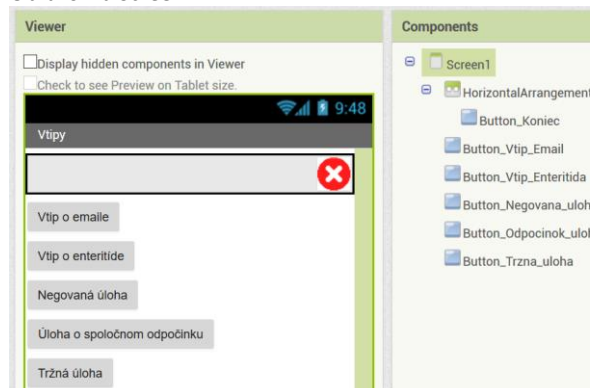 Viewer
Display hidden components in Viewer
Check to see Preview on Tablet size.
9:48
Vtipy
Vtip o emaile
Vtip o enteritíde
Negovaná úloha
Úloha o spoločnom odpočinku
Tržná úloha
Components
Screen1
HorizontalArrangement
Button_Koniec
Button_Vtip_Email
Button_Vtip_Enteritida
Button_Negovana_uloh
Button_Odpocinok_uloh
Button_Trzna_uloha